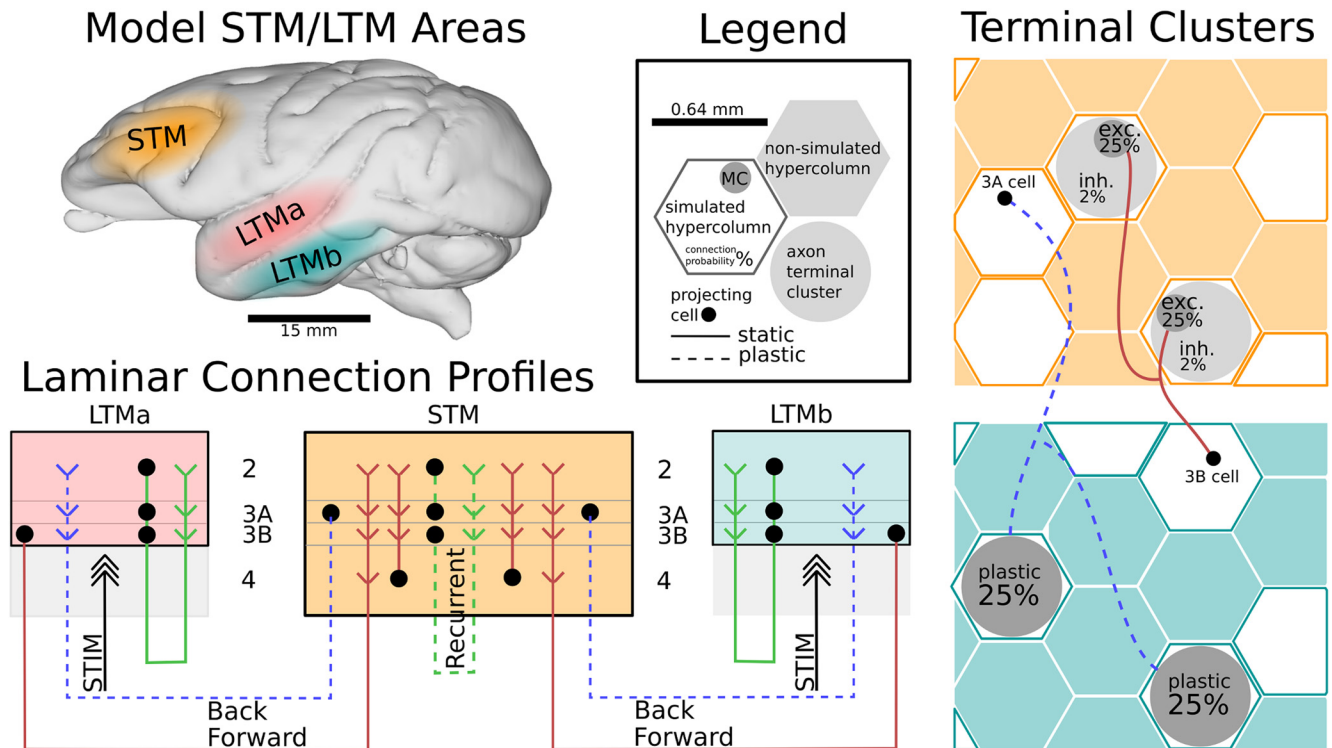 Model STM/LTM Areas
STM
LTMa
LTMb
15 mm
Legend
0.64 mm
non-simulated
hypercolumn
MC
simulated
hypercolumn
connection
probability %
axon
terminal
cluster
projecting
cell
static
plastic
Terminal Clusters
exc.
25%
inh.
2%
3A cell
exc.
25%
inh.
2%
3B cell
plastic
25%
plastic
25%
Laminar Connection Profiles
LTMa
STM
LTMb
2
3A
3B
4
2
3A
3B
4
STIM
Recurrent
STIM
Back
Forward
Back
Forward